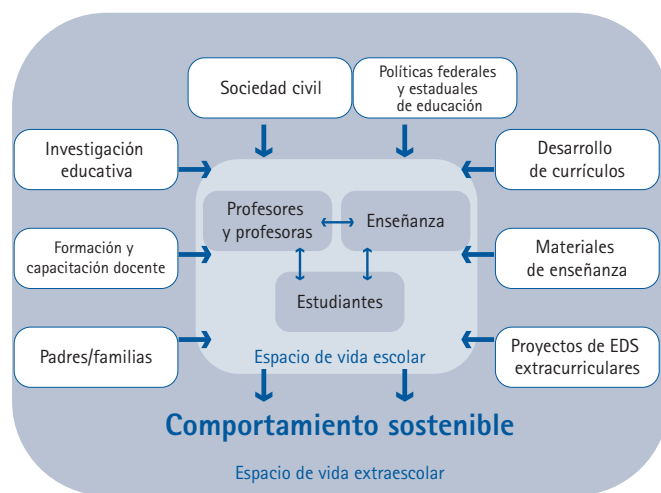 Sociedad civil
Políticas federales
y estaduales
de educación
Investigación
educativa
Desarrollo
de currículos
Profesores
y profesoras
Enseñanza
Formación y
capacitación docente
Materiales
de enseñanza
Estudiantes
Padres/familias
Espacio de vida escolar
Proyectos de EDS
extracurriculares
Comportamiento sostenible
Espacio de vida extraescolar